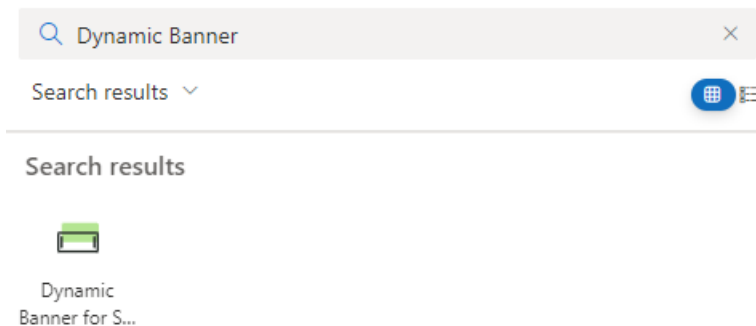 Dynamic Banner
Search results
Search results
Dynamic
Banner for S...